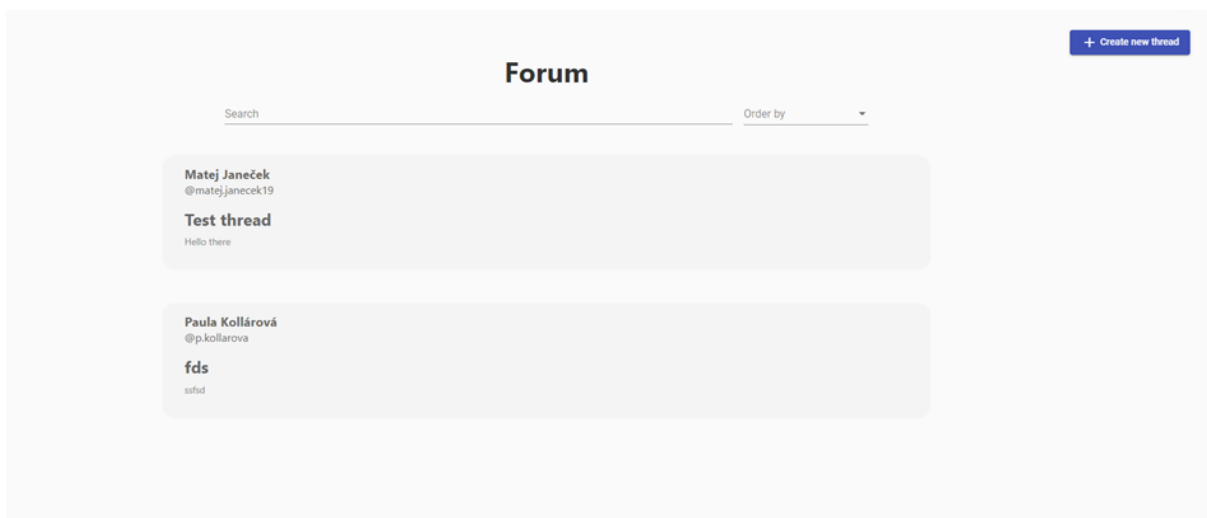 + Create new thread
Forum
Search
Order by
Matej Janeček
@matej.janecek19
Test thread
Hello there
Paula Kollárová
@p.kollarova
fds
ssfsd